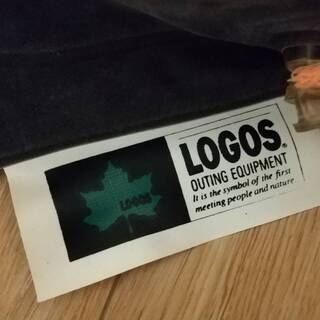 LOGOS
LOGOS®
OUTING EQUIPMENT
It is the symbol of the first
meeting people and nature